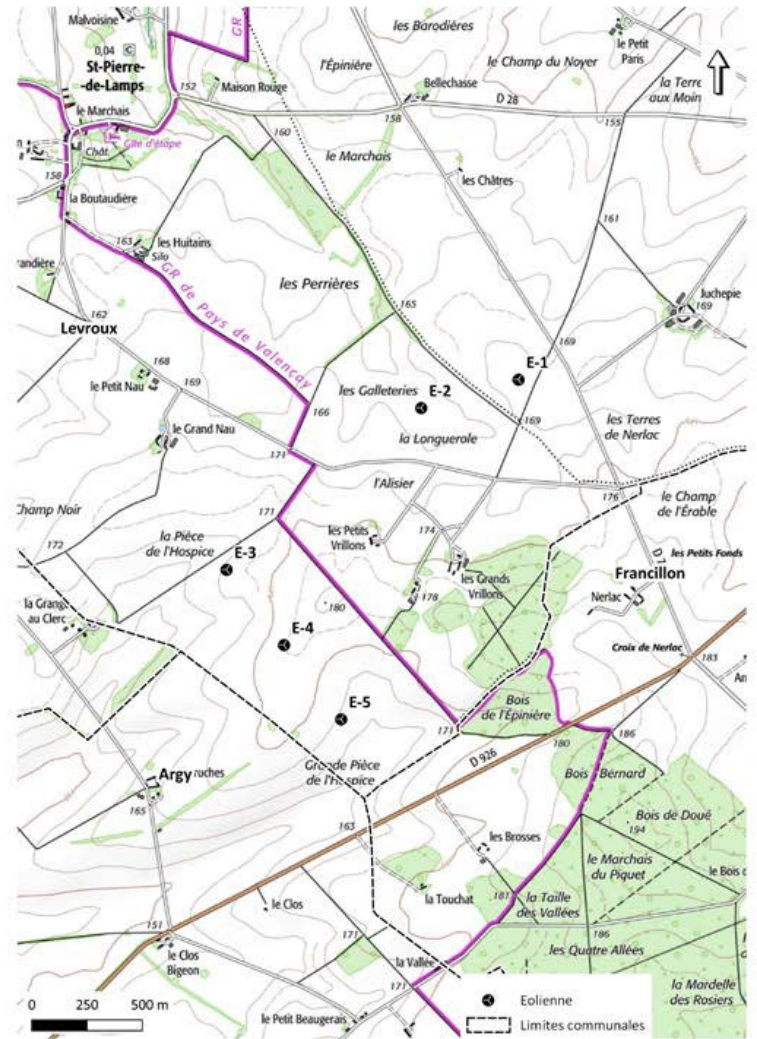 Malvoisine
les Barodières
le Petit
Paris
GR
0,04 C
St-Pierre-
-de-Lamps
l'Épinière
le Champ du Noyer
la Terre
aux Moin
152
Maison Rouge
Bellechasse
D 28
le Marchais
Gîte d'étape
Chât.
160
158
155
le Marchais
158
les Châtres
la Boutaudière
161
163
les Huitains
Silo
GR de Pays de Valençay
les Perrières
Juchepie
169
165
162
Levroux
169
168
le Petit Nau
169
E-1
les Galleteries
E-2
166
169
les Terres
de Nerlac
le Grand Nau
la Longuerole
171
l'Alisier
176
le Champ
de l'Érable
Champ Noir
171
172
la Pièce
de l'Hospice
les Petits
Vrillons
174
les Petits Fonds
E-3
les Grands
Vrillons
Francillon
178
Nerlac
la Grange
au Clerc
180
E-4
Croix de Nerlac
183
E-5
Bois
de l'Épinière
171
180
186
Grande Pièce
de l'Hospice
D 926
Bois Bernard
Argy
ruches
165
Bois de Doué
194
163
les Brosses
le Marchais
du Piquet
le Bois
la Touchat
181
la Taille
des Vallées
le Clos
151
171
186
le Clos
Bigeon
les Quatre Allées
la Vallée
171
la Mardelle
des Rosiers
0 250 500 m
le Petit Beaugerais
Eolienne
Limites communales